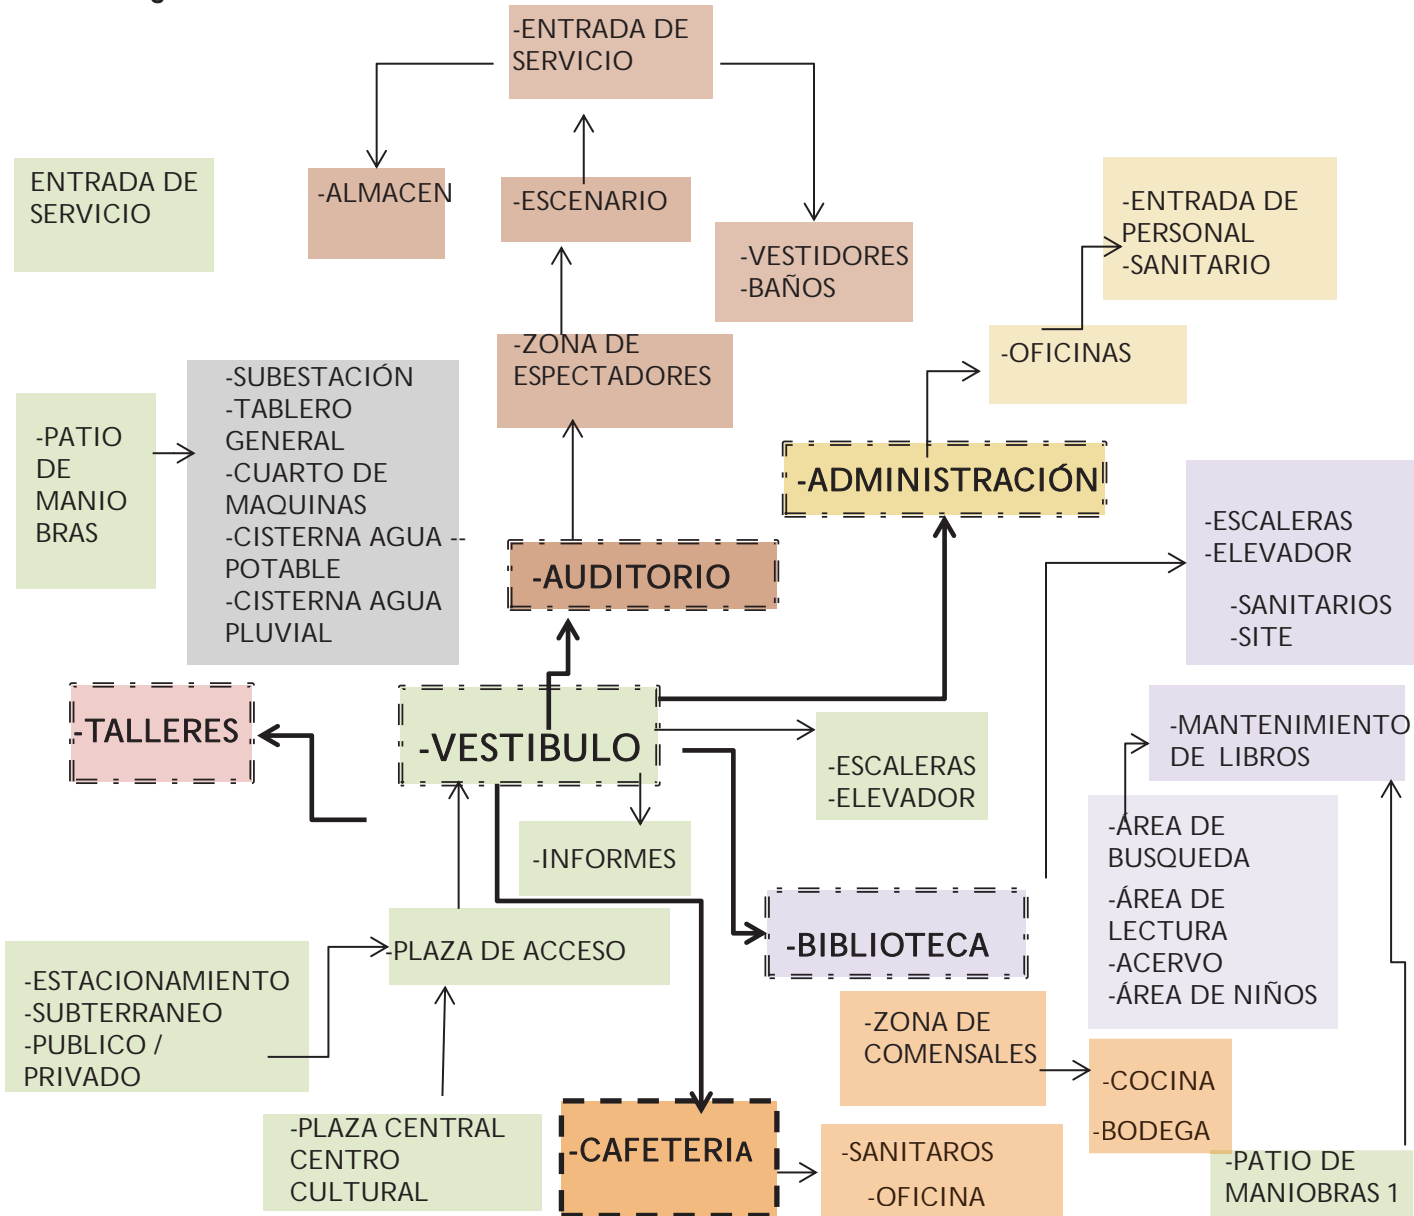 -ENTRADA DE
SERVICIO
ENTRADA DE
SERVICIO
-ALMACEN
-ESCENARIO
-VESTIDORES
-BAÑOS
-ENTRADA DE
PERSONAL
-SANITARIO
-ZONA DE
ESPECTADORES
-OFICINAS
-PATIO
DE
MANIO
BRAS
-SUBESTACIÓN
-TABLERO
GENERAL
-CUARTO DE
MAQUINAS
-CISTERNA AGUA --
POTABLE
-CISTERNA AGUA
PLUVIAL
-ADMINISTRACIÓN
-AUDITORIO
-ESCALERAS
-ELEVADOR
-SANITARIOS
-SITE
-TALLERES
-VESTIBULO
-ESCALERAS
-ELEVADOR
-MANTENIMIENTO
DE LIBROS
-INFORMES
-ÁREA DE
BUSQUEDA
-ÁREA DE
LECTURA
-ACERVO
-ÁREA DE NIÑOS
-PLAZA DE ACCESO
-BIBLIOTECA
-ESTACIONAMIENTO
-SUBTERRANEO
-PUBLICO /
PRIVADO
-ZONA DE
COMENSALES
-COCINA
-BODEGA
-PLAZA CENTRAL
CENTRO
CULTURAL
-CAFETERIA
-SANITAROS
-OFICINA
-PATIO DE
MANIOBRAS 1